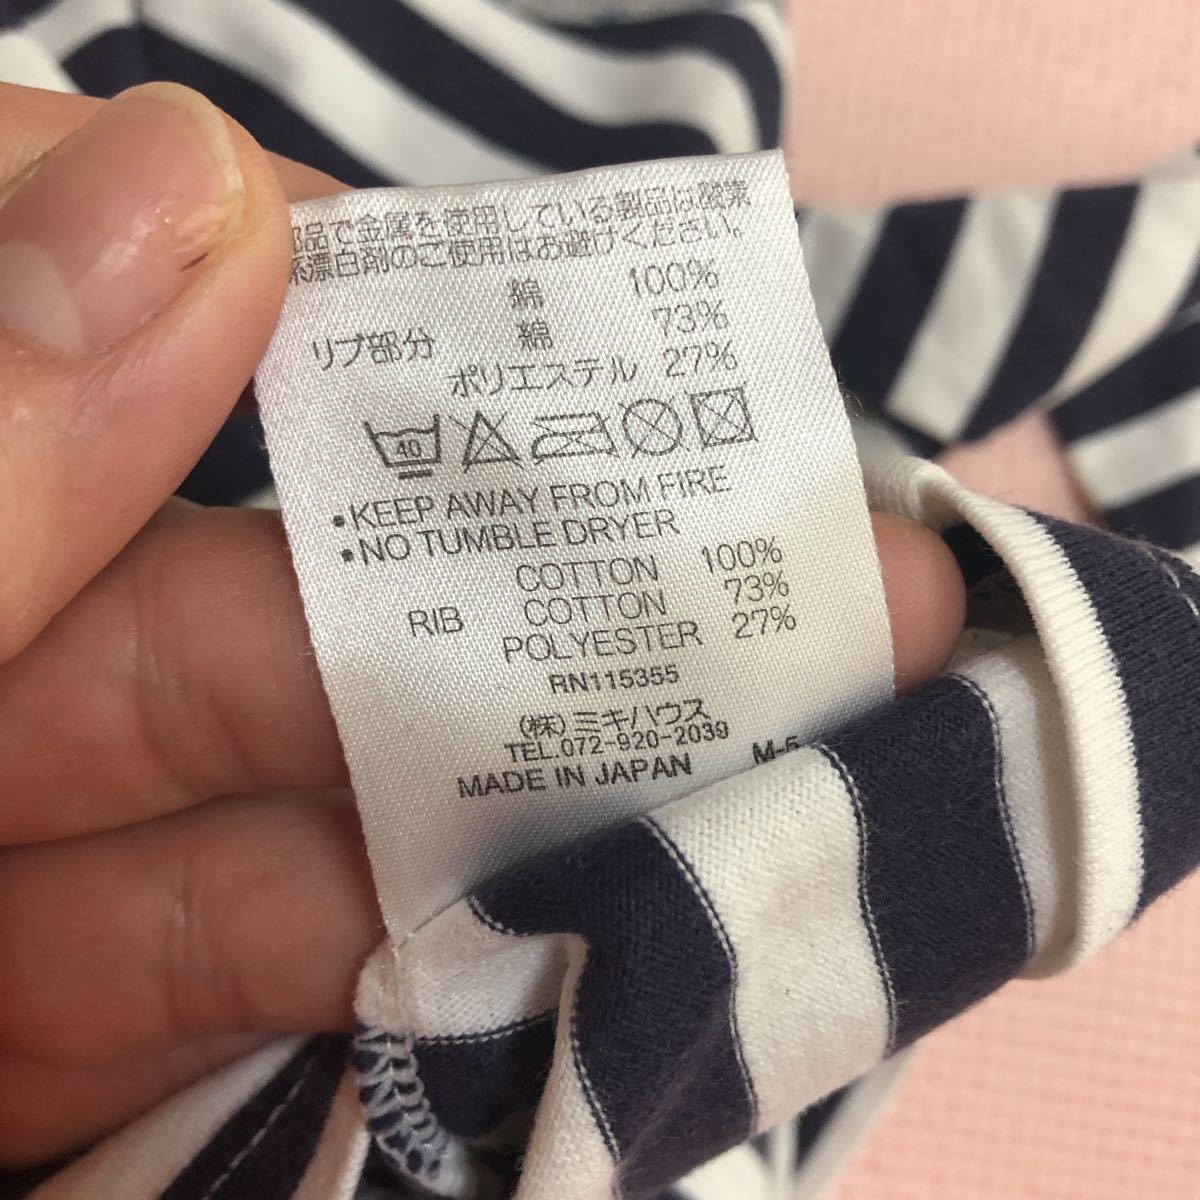 部品で金属を使用している製品は酸素
系漂白剤のご使用はお避けください。
綿 100%
リブ部分 綿 73%
ポリエステル 27%
40
•KEEP AWAY FROM FIRE
•NO TUMBLE DRYER
COTTON 100%
RIB COTTON 73%
POLYESTER 27%
RN115355
(株)ミキハウス
TEL.072-920-2039
MADE IN JAPAN